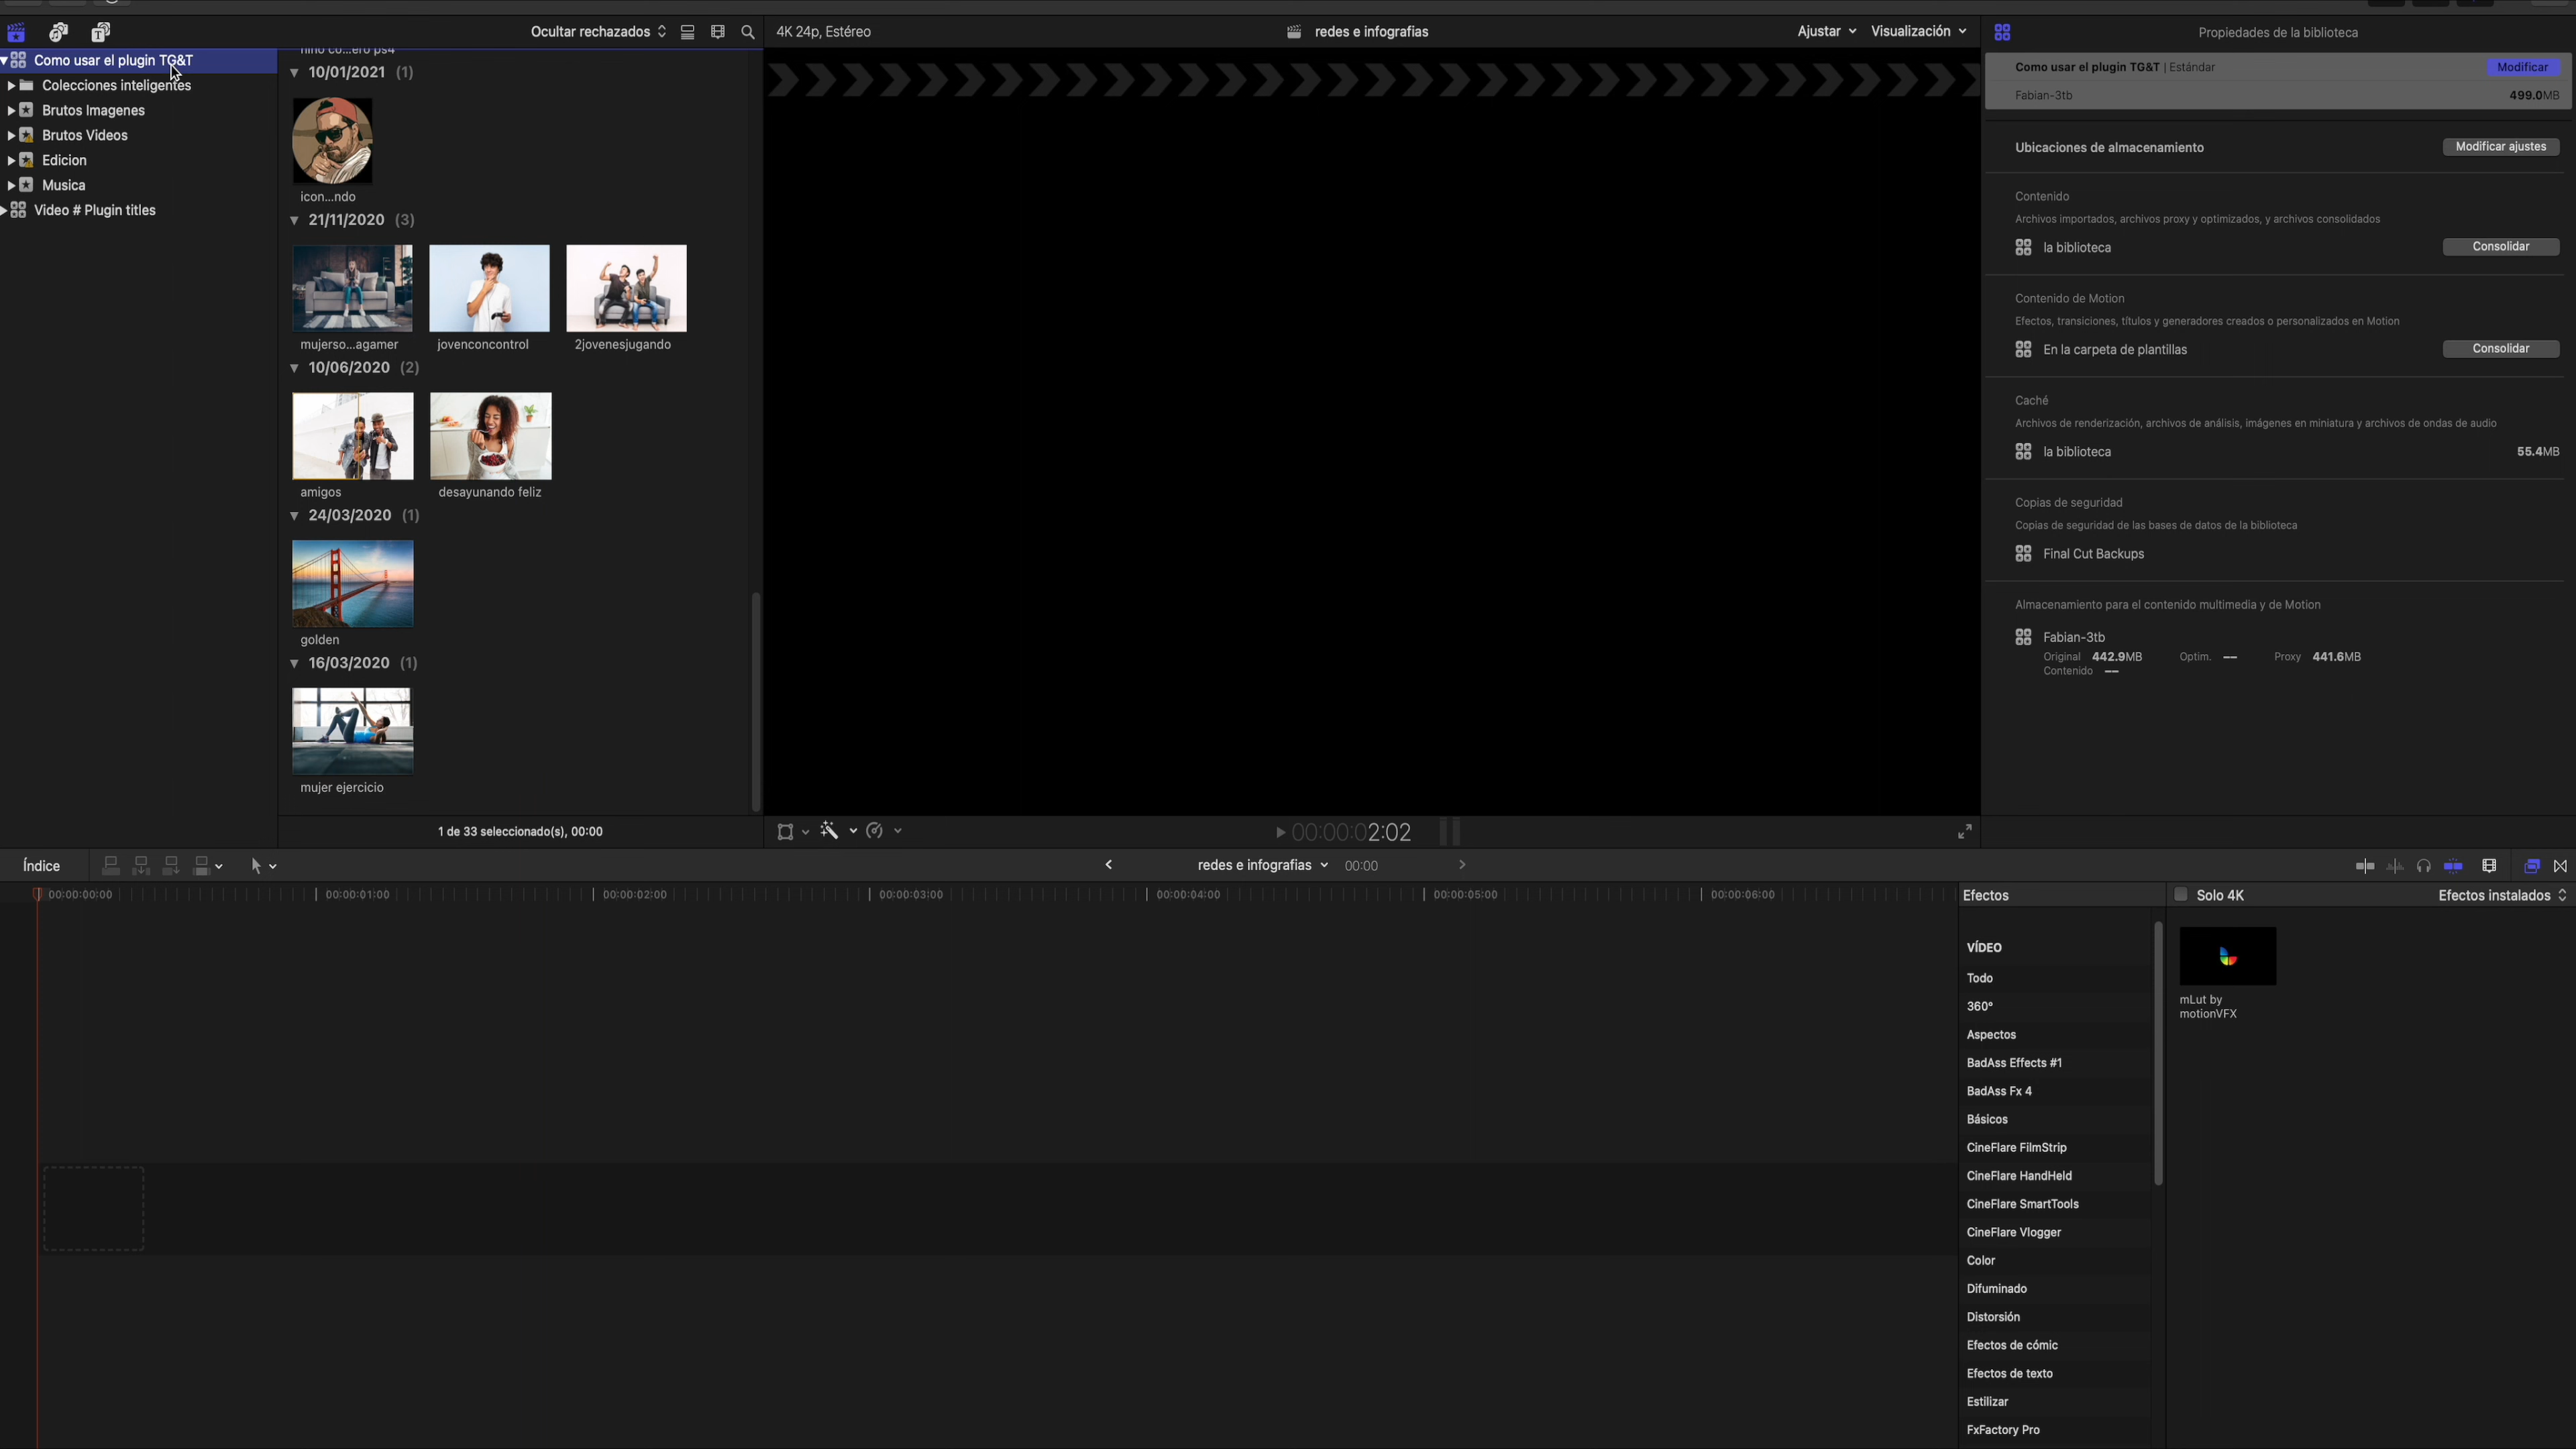 Ocultar rechazados
4K 24p, Estéreo
redes e infografias
Ajustar
Visualización
Propiedades de la biblioteca
Como usar el plugin TG&T
Colecciones inteligentes
Brutos Imagenes
Brutos Videos
Edicion
Musica
Video # Plugin titles
10/01/2021 (1)
icon...ndo
21/11/2020 (3)
mujerso...agamer
jovenconcontrol
2jovenesjugando
10/06/2020 (2)
amigos
desayunando feliz
24/03/2020 (1)
golden
16/03/2020 (1)
mujer ejercicio
1 de 33 seleccionado(s), 00:00
00:00:02:02
Como usar el plugin TG&T | Estándar
Modificar
Fabian-3tb
499.0MB
Ubicaciones de almacenamiento
Modificar ajustes
Contenido
Archivos importados, archivos proxy y optimizados, y archivos consolidados
la biblioteca
Consolidar
Contenido de Motion
Efectos, transiciones, títulos y generadores creados o personalizados en Motion
En la carpeta de plantillas
Consolidar
Caché
Archivos de renderización, archivos de análisis, imágenes en miniatura y archivos de ondas de audio
la biblioteca
55.4MB
Copias de seguridad
Copias de seguridad de las bases de datos de la biblioteca
Final Cut Backups
Almacenamiento para el contenido multimedia y de Motion
Fabian-3tb
Original 442.9MB Optim. -- Proxy 441.6MB
Contenido --
Índice
redes e infografias
00:00
00:00:00:00
00:00:01:00
00:00:02:00
00:00:03:00
00:00:04:00
00:00:05:00
00:00:06:00
Efectos
Solo 4K
Efectos instalados
VÍDEO
Todo
360°
Aspectos
BadAss Effects #1
BadAss Fx 4
Básicos
CineFlare FilmStrip
CineFlare HandHeld
CineFlare SmartTools
CineFlare Vlogger
Color
Difuminado
Distorsión
Efectos de cómic
Efectos de texto
Estilizar
FxFactory Pro
mLut by
motionVFX